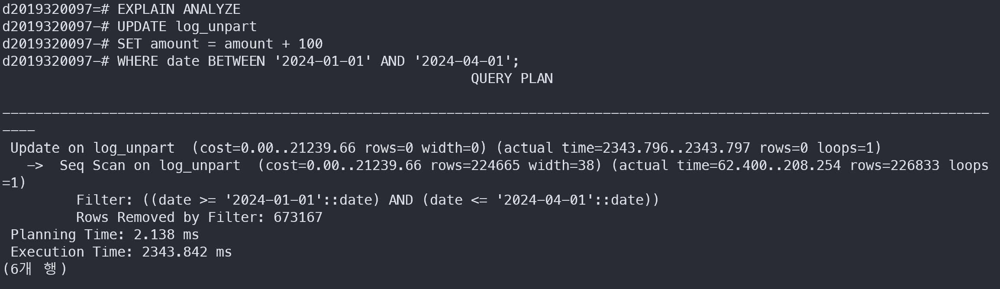 d2019320097=# EXPLAIN ANALYZE
d2019320097-# UPDATE log_unpart
d2019320097-# SET amount = amount + 100
d2019320097-# WHERE date BETWEEN '2024-01-01' AND '2024-04-01';
QUERY PLAN
------------------------------------------------------------------------------------------------------------------------
----
Update on log_unpart  (cost=0.00..21239.66 rows=0 width=0) (actual time=2343.796..2343.797 rows=0 loops=1)
->  Seq Scan on log_unpart  (cost=0.00..21239.66 rows=224665 width=38) (actual time=62.400..208.254 rows=226833 loops
=1)
Filter: ((date >= '2024-01-01'::date) AND (date <= '2024-04-01'::date))
Rows Removed by Filter: 673167
Planning Time: 2.138 ms
Execution Time: 2343.842 ms
(6개 행)